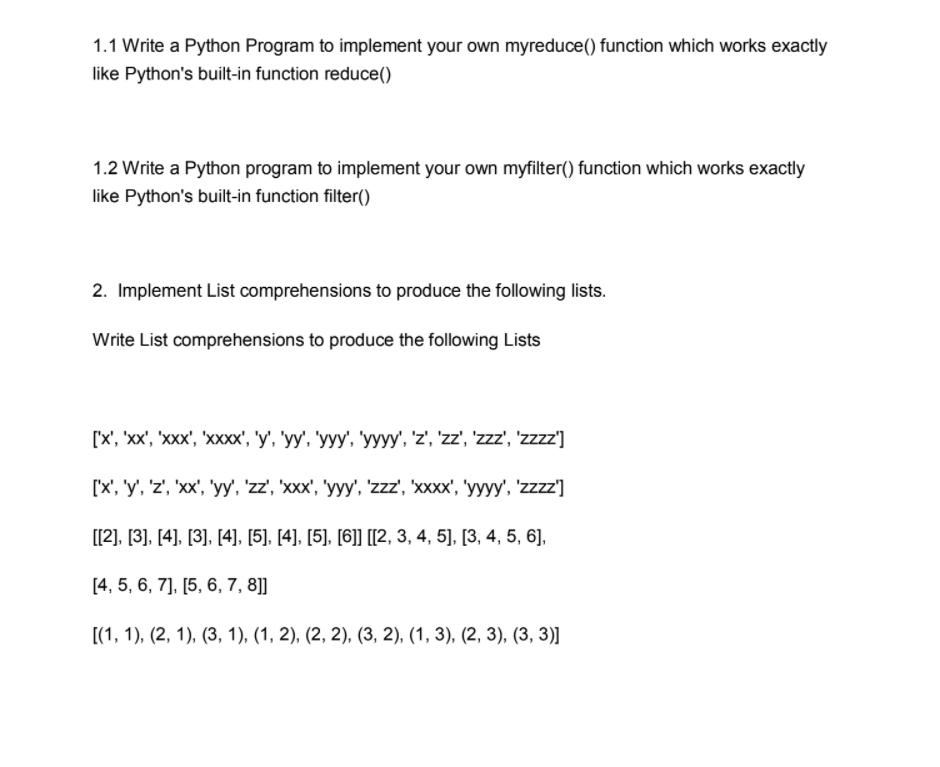 1.1 Write a Python Program to implement your own myreduce() function which works exactly
like Python's built-in function reduce()
1.2 Write a Python program to implement your own myfilter() function which works exactly
like Python's built-in function filter()
2. Implement List comprehensions to produce the following lists.
Write List comprehensions to produce the following Lists
['x', 'xx', 'xxx', 'xxxx', 'y', 'yy', 'yyy', 'yyyy', 'z', 'zz', 'zzz', 'zzzz']
['x', 'y', 'z', 'xx', 'yy', 'zz', 'xxx', 'yyy', 'zzz', 'xxxx', 'yyyy', 'zzzz']
[[2], [3], [4], [3], [4], [5], [4], [5], [6]] [[2, 3, 4, 5], [3, 4, 5, 6],
[4, 5, 6, 7], [5, 6, 7, 8]]
[(1, 1), (2, 1), (3, 1), (1, 2), (2, 2), (3, 2), (1, 3), (2, 3), (3, 3)]